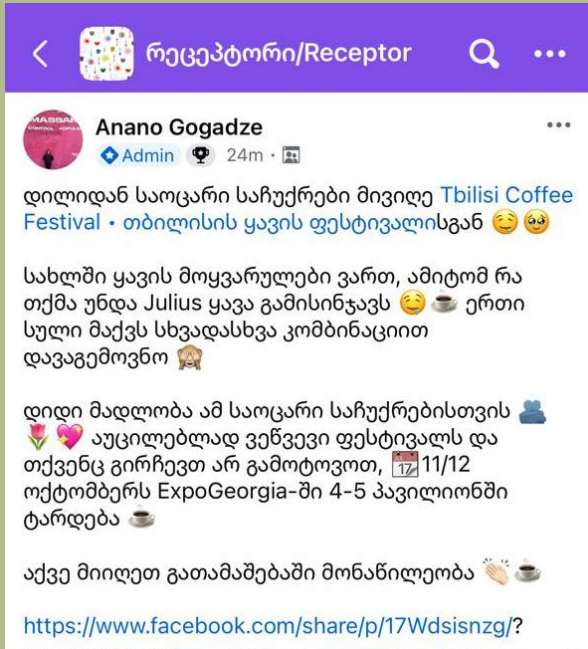 რეცეპტორი/Receptor
MASSAR
Anano Gogadze
Admin 24m
დილიდან საოცარი საჩუქრები მივიღე Tbilisi Coffee
Festival • თბილისის ყავის ფესტივალისგან 🤤 🥹
სახლში ყავის მოყვარულები ვართ, ამიტომ რა
თქმა უნდა Julius ყავა გამისინჯავს 🤤 ☕ ერთი
სული მაქვს სხვადასხვა კომბინაციით
დავაგემოვნო 🙈
დიდი მადლობა ამ საოცარი საჩუქრებისთვის 🫂
🌷 💖 აუცილებლად ვეწვევი ფესტივალს და
თქვენც გირჩევთ არ გამოტოვოთ, 📆 11/12
ოქტომბერს ExpoGeorgia-ში 4-5 პავილიონში
ტარდება ☕
აქვე მიიღეთ გათამაშებაში მონაწილეობა 👏🏻 ☕
https://www.facebook.com/share/p/17Wdsisnzg/?